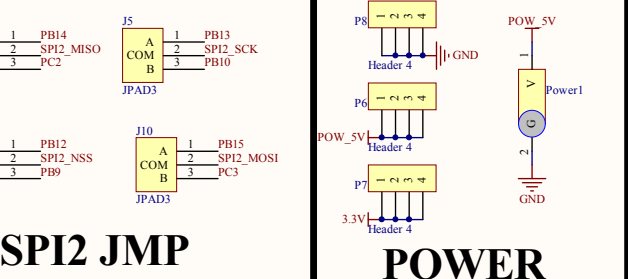 1 PB14
2 SPI2_MISO
3 PC2
J5
A 1 PB13
COM 2 SPI2_SCK
B 3 PB10
JPAD3
1 PB12
2 SPI2_NSS
3 PB9
J10
A 1 PB15
COM 2 SPI2_MOSI
B 3 PC3
JPAD3
SPI2 JMP
P8
1 2 3 4
GND
Header 4
P6
1 2 3 4
POW_5V
Header 4
P7
1 2 3 4
3.3V
Header 4
POW_5V
1
V
Power1
G
2
GND
POWER